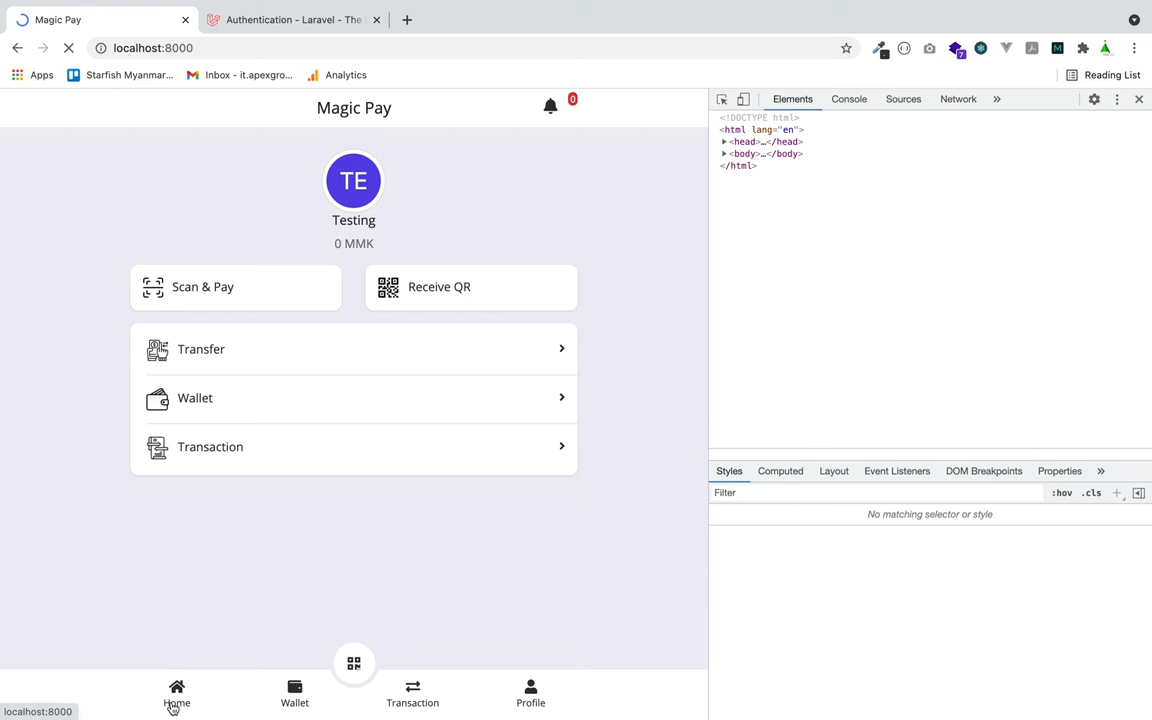 Magic Pay
Authentication - Laravel - The
localhost:8000
7
Apps
Starfish Myanmar...
Inbox - it.apexgro...
Analytics
Reading List
Magic Pay
0
TE
Testing
0 MMK
Scan & Pay
Receive QR
Transfer
Wallet
Transaction
Home
Wallet
Transaction
Profile
localhost:8000
Elements
Console
Sources
Network
»
<!DOCTYPE html>
<html lang="en">
<head>…</head>
<body>…</body>
</html>
Styles
Computed
Layout
Event Listeners
DOM Breakpoints
Properties
»
Filter
:hov
.cls
No matching selector or style